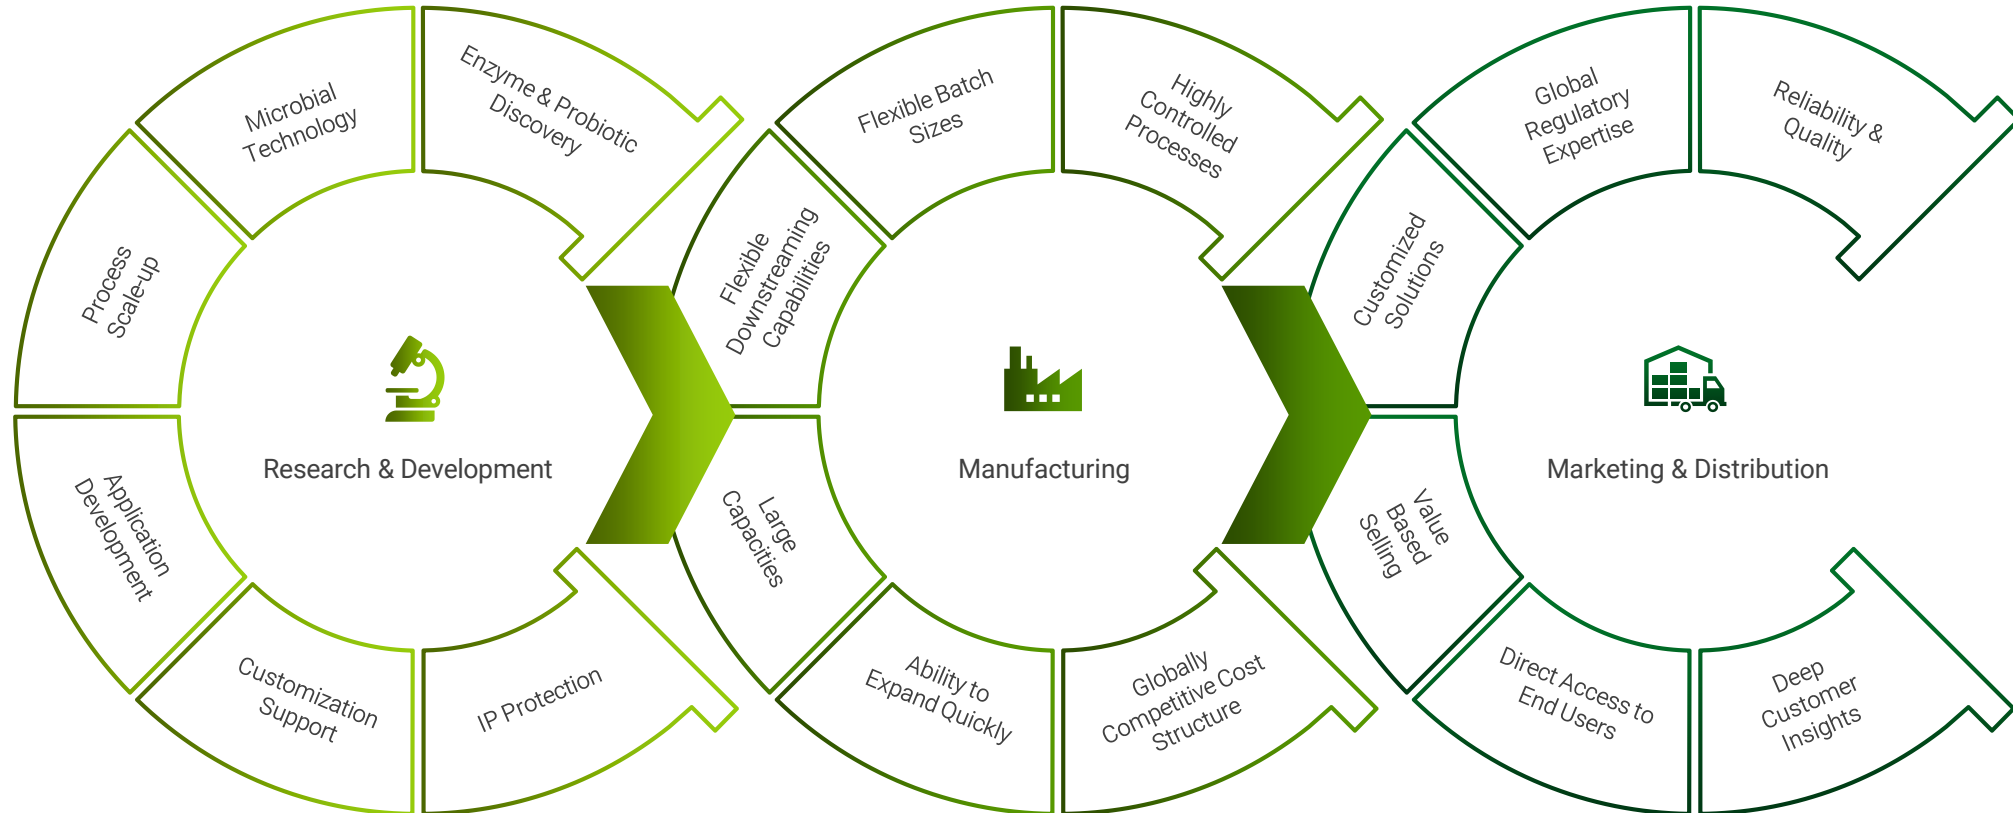 Enzyme & Probiotic
Discovery
Microbial
Technology
Process
Scale-up
Application
Development
Customization
Support
IP Protection
Research & Development
Highly
Controlled
Processes
Flexible Batch
Sizes
Flexible
Downstreaming
Capabilities
Large
Capacities
Ability to
Expand Quickly
Globally
Competitive Cost
Structure
Manufacturing
Reliability &
Quality
Global
Regulatory
Expertise
Customized
Solutions
Value
Based
Selling
Direct Access to
End Users
Deep
Customer
Insights
Marketing & Distribution